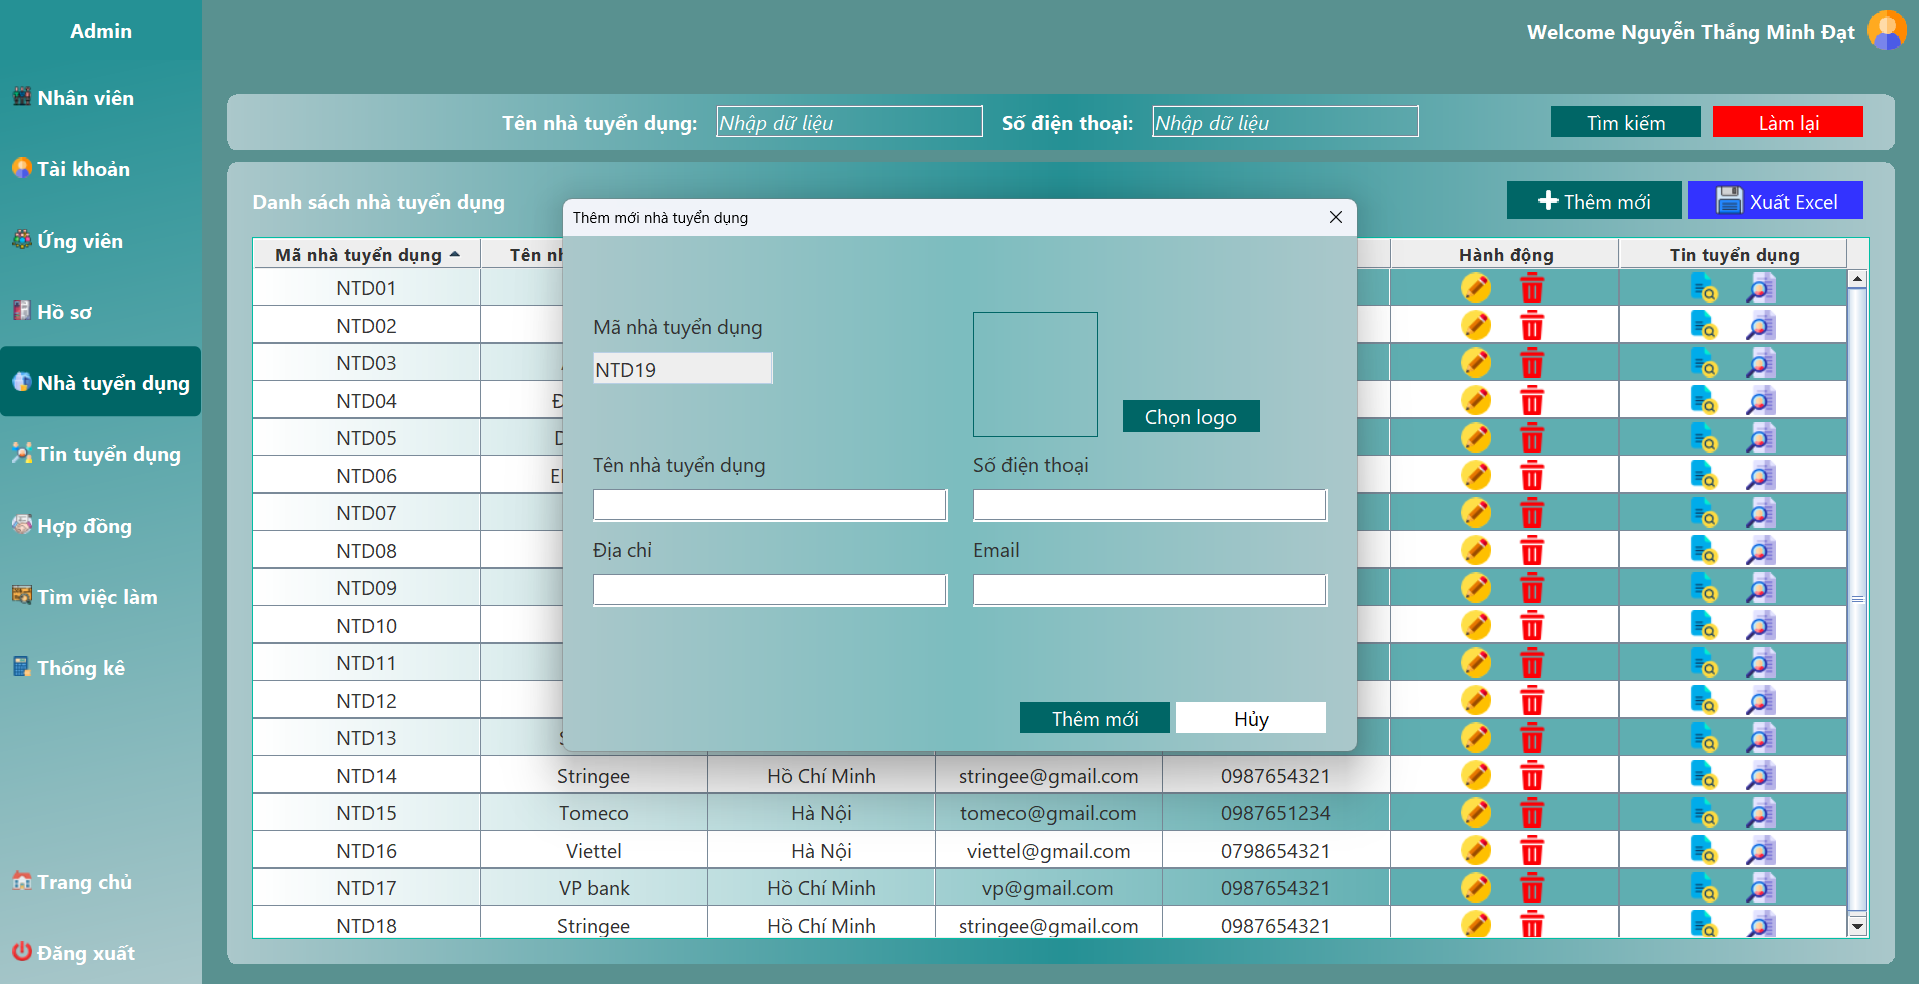 Admin
Welcome Nguyễn Thắng Minh Đạt
Nhân viên
Tài khoản
Ứng viên
Hồ sơ
Nhà tuyển dụng
Tin tuyển dụng
Hợp đồng
Tìm việc làm
Thống kê
Trang chủ
Đăng xuất
Tên nhà tuyển dụng: Nhập dữ liệu Số điện thoại: Nhập dữ liệu Tìm kiếm Làm lại
Danh sách nhà tuyển dụng Thêm mới Xuất Excel
Mã nhà tuyển dụng Tên Hành động Tin tuyển dụng
NTD01
NTD02
NTD03
NTD04
NTD05
NTD06
NTD07
NTD08
NTD09
NTD10
NTD11
NTD12
NTD13
NTD14 Stringee Hồ Chí Minh stringee@gmail.com 0987654321
NTD15 Tomeco Hà Nội tomeco@gmail.com 0987651234
NTD16 Viettel Hà Nội viettel@gmail.com 0798654321
NTD17 VP bank Hồ Chí Minh vp@gmail.com 0987654321
NTD18 Stringee Hồ Chí Minh stringee@gmail.com 0987654321
Thêm mới nhà tuyển dụng
Mã nhà tuyển dụng
NTD19
Chọn logo
Tên nhà tuyển dụng Số điện thoại
Địa chỉ Email
Thêm mới Hủy